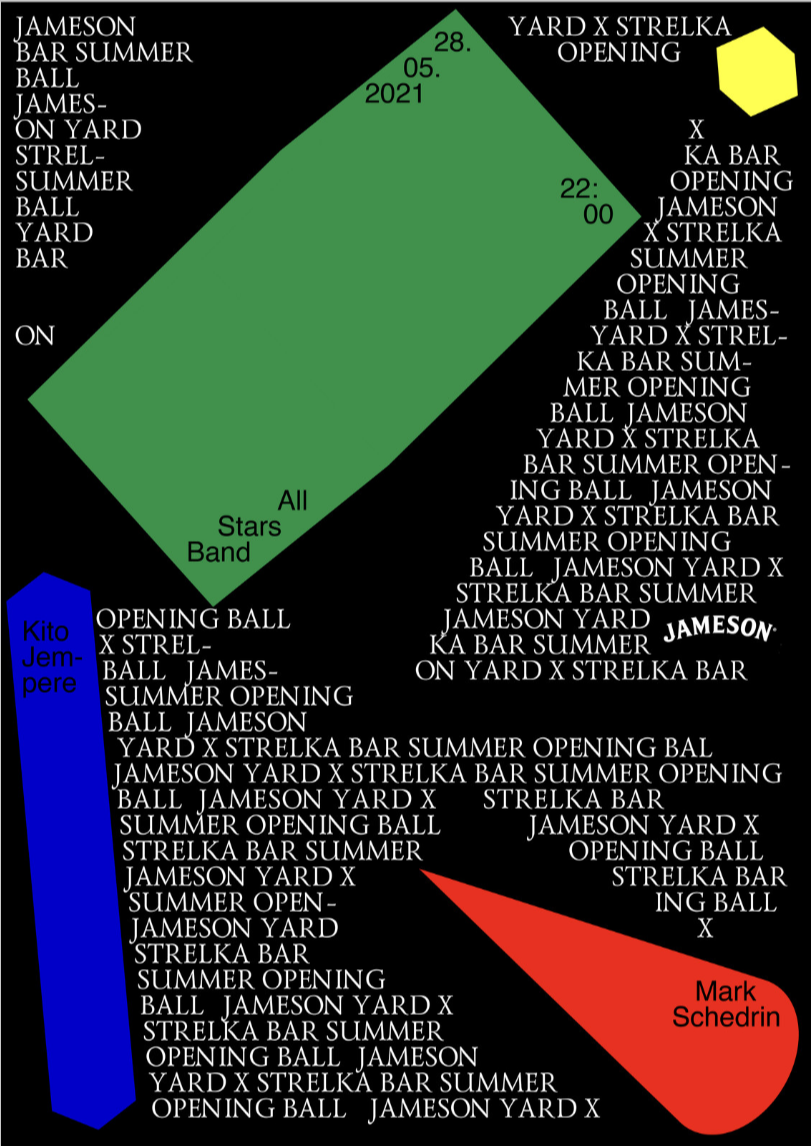 JAMESON
BAR SUMMER
BALL
JAMES-
ON YARD
STREL-
SUMMER
BALL
YARD
BAR
ON
28.
05.
2021
22:
00
All
Stars
Band
YARD X STRELKA
OPENING
X
KA BAR
OPENING
JAMESON
X STRELKA
SUMMER
OPENING
BALL JAMES-
YARD X STREL-
KA BAR SUM-
MER OPENING
BALL JAMESON
YARD X STRELKA
BAR SUMMER OPEN-
ING BALL JAMESON
YARD X STRELKA BAR
SUMMER OPENING
BALL JAMESON YARD X
STRELKA BAR SUMMER
JAMESON YARD
KA BAR SUMMER
ON YARD X STRELKA BAR
JAMESON
Kito
Jem-
pere
OPENING BALL
X STREL-
BALL JAMES-
SUMMER OPENING
BALL JAMESON
YARD X STRELKA BAR SUMMER OPENING BAL
JAMESON YARD X STRELKA BAR SUMMER OPENING
BALL JAMESON YARD X STRELKA BAR
SUMMER OPENING BALL JAMESON YARD X
STRELKA BAR SUMMER OPENING BALL
JAMESON YARD X STRELKA BAR
SUMMER OPEN- ING BALL
JAMESON YARD X
STRELKA BAR
SUMMER OPENING
BALL JAMESON YARD X
STRELKA BAR SUMMER
OPENING BALL JAMESON
YARD X STRELKA BAR SUMMER
OPENING BALL JAMESON YARD X
Mark
Schedrin